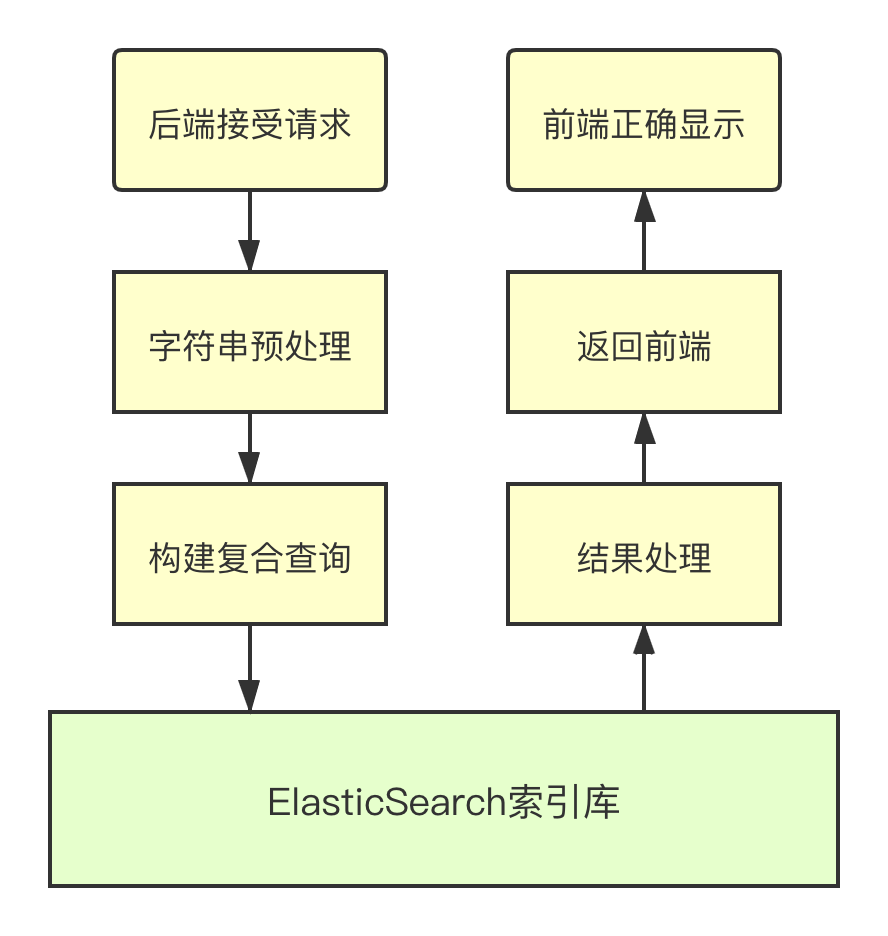 后端接受请求
前端正确显示
字符串预处理
返回前端
构建复合查询
结果处理
ElasticSearch索引库